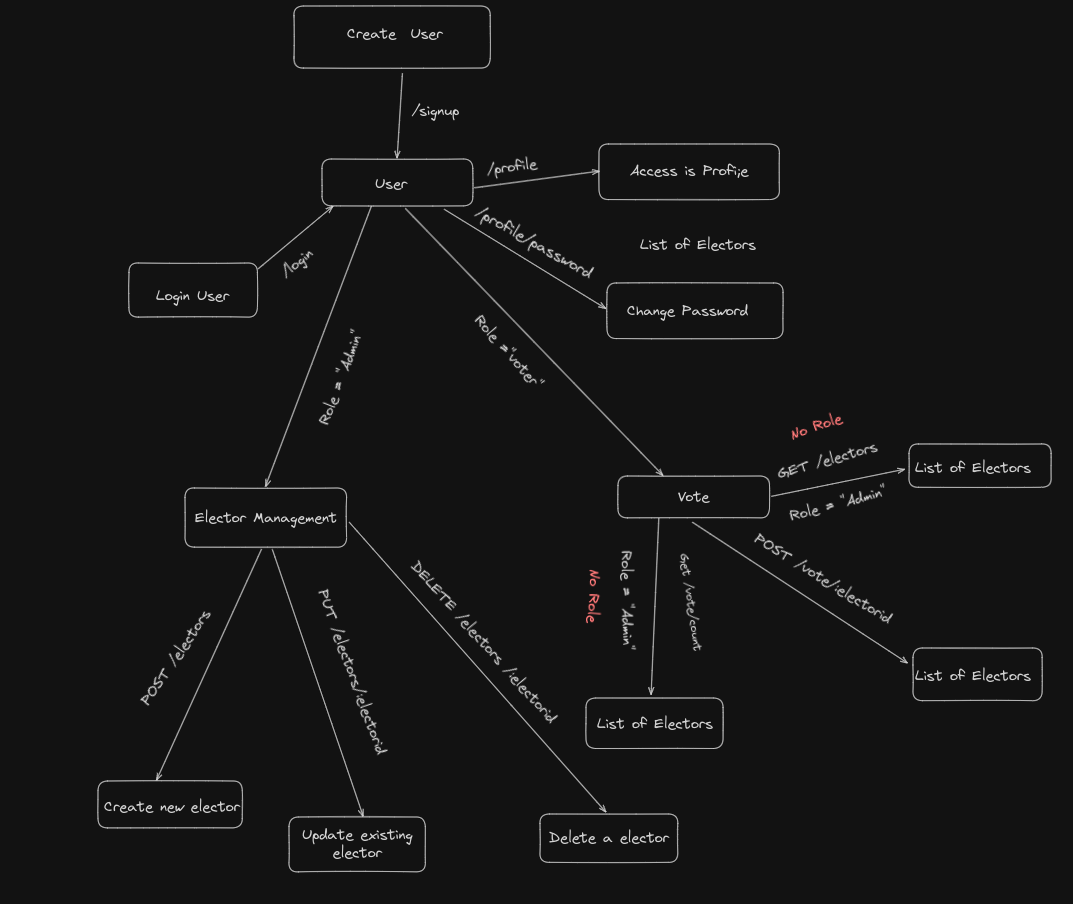 Create User
/signup
User
/profile
Access is Profi;e
/profile/password
List of Electors
/login
Login User
Change Password
Role = "Admin"
Role = "voter"
No Role
GET /electors
List of Electors
Role = "Admin"
Vote
Elector Management
POST /vote/:electorid
No Role
Role = "Admin"
Get /vote/count
DELETE /electors /:electorid
PUT /electors/:electorid
POST /electors
List of Electors
List of Electors
Create new elector
Update existing
elector
Delete a elector